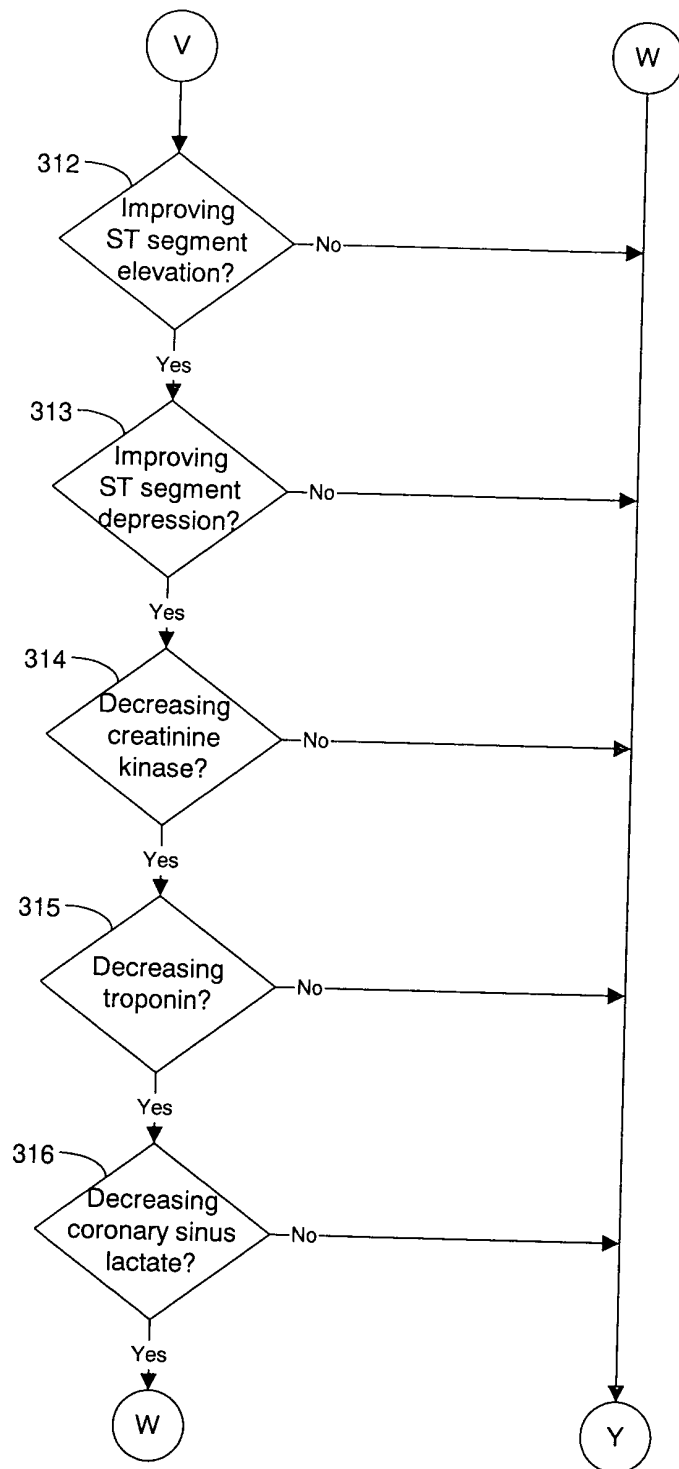 V
W
312
Improving
ST segment
elevation?
No
Yes
313
Improving
ST segment
depression?
No
Yes
314
Decreasing
creatinine
kinase?
No
Yes
315
Decreasing
troponin?
No
Yes
316
Decreasing
coronary sinus
lactate?
No
Yes
W
Y